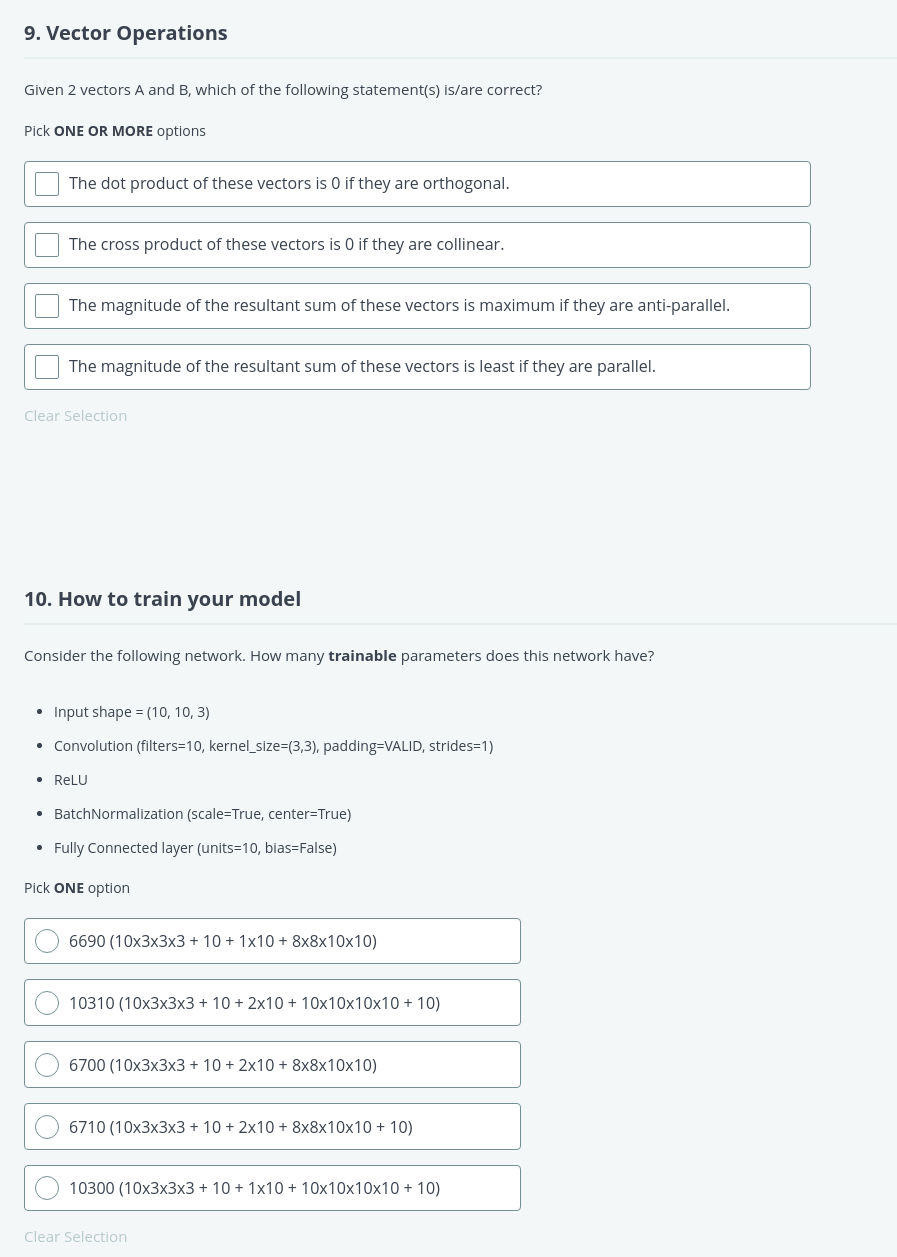 9. Vector Operations
Given 2 vectors A and B, which of the following statement(s) is/are correct?
Pick ONE OR MORE options
The dot product of these vectors is 0 if they are orthogonal.
The cross product of these vectors is 0 if they are collinear.
The magnitude of the resultant sum of these vectors is maximum if they are anti-parallel.
The magnitude of the resultant sum of these vectors is least if they are parallel.
Clear Selection
10. How to train your model
Consider the following network. How many trainable parameters does this network have?
• Input shape = (10, 10, 3)
• Convolution (filters=10, kernel_size=(3,3), padding=VALID, strides=1)
• ReLU
• BatchNormalization (scale=True, center=True)
• Fully Connected layer (units=10, bias=False)
Pick ONE option
6690 (10x3x3x3 + 10 + 1x10 + 8x8x10x10)
10310 (10x3x3x3 + 10 + 2x10 + 10x10x10x10 + 10)
6700 (10x3x3x3 + 10 + 2x10 + 8x8x10x10)
6710 (10x3x3x3 + 10 + 2x10 + 8x8x10x10 + 10)
10300 (10x3x3x3 + 10 + 1x10 + 10x10x10x10 + 10)
Clear Selection